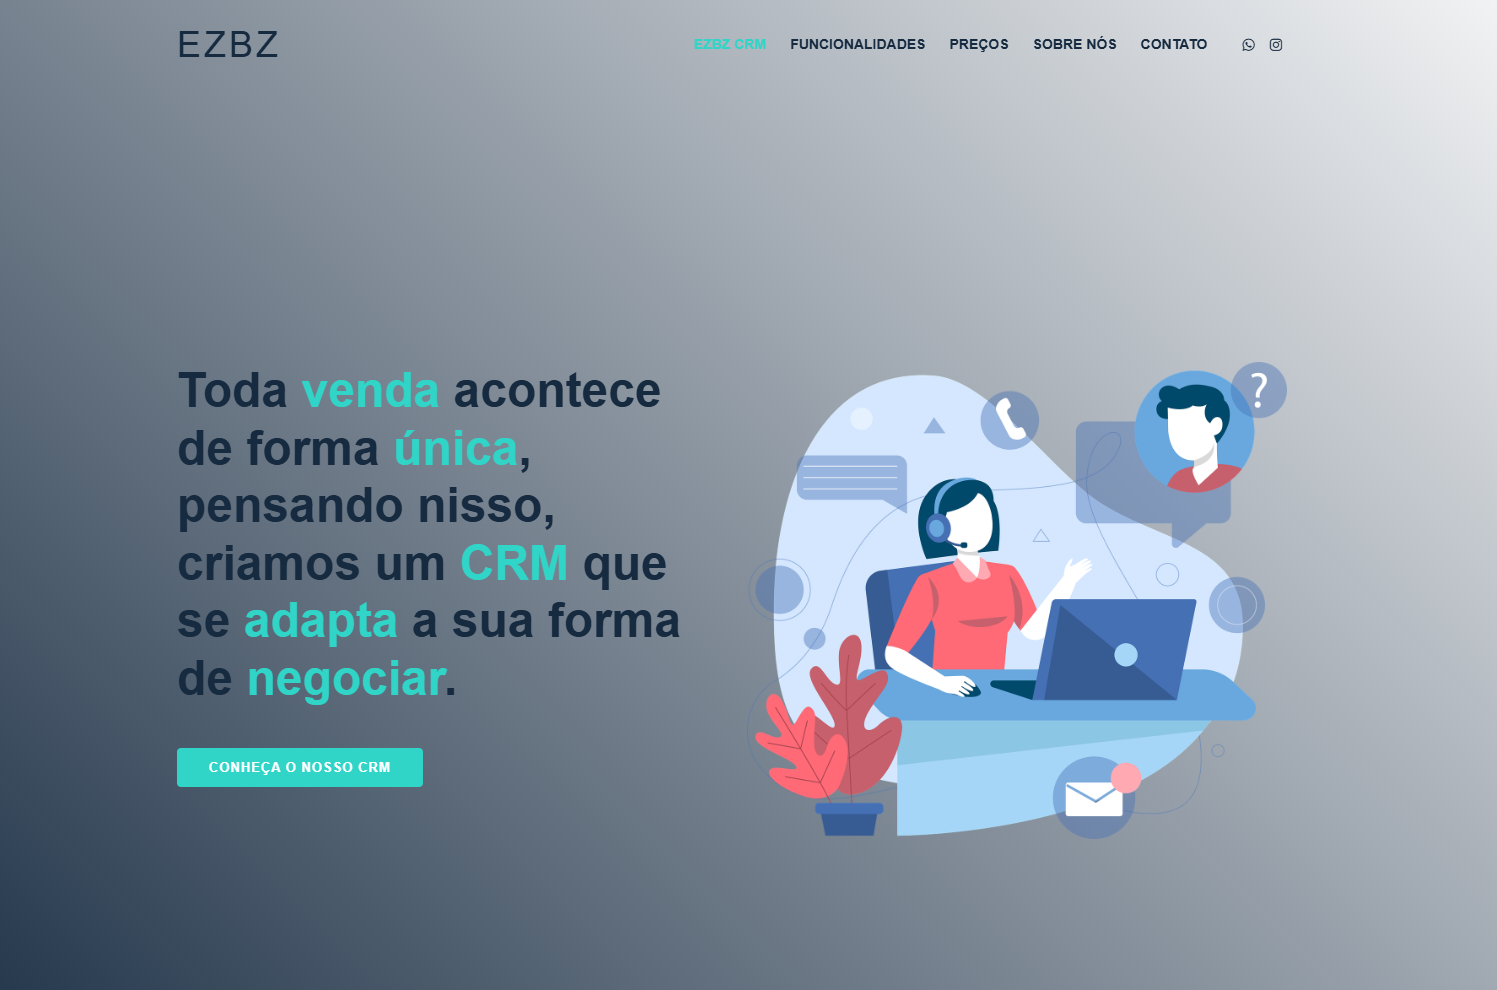 EZBZ
EZBZ CRM FUNCIONALIDADES PREÇOS SOBRE NÓS CONTATO
Toda venda acontece
de forma única,
pensando nisso,
criamos um CRM que
se adapta a sua forma
de negociar.
CONHEÇA O NOSSO CRM
?